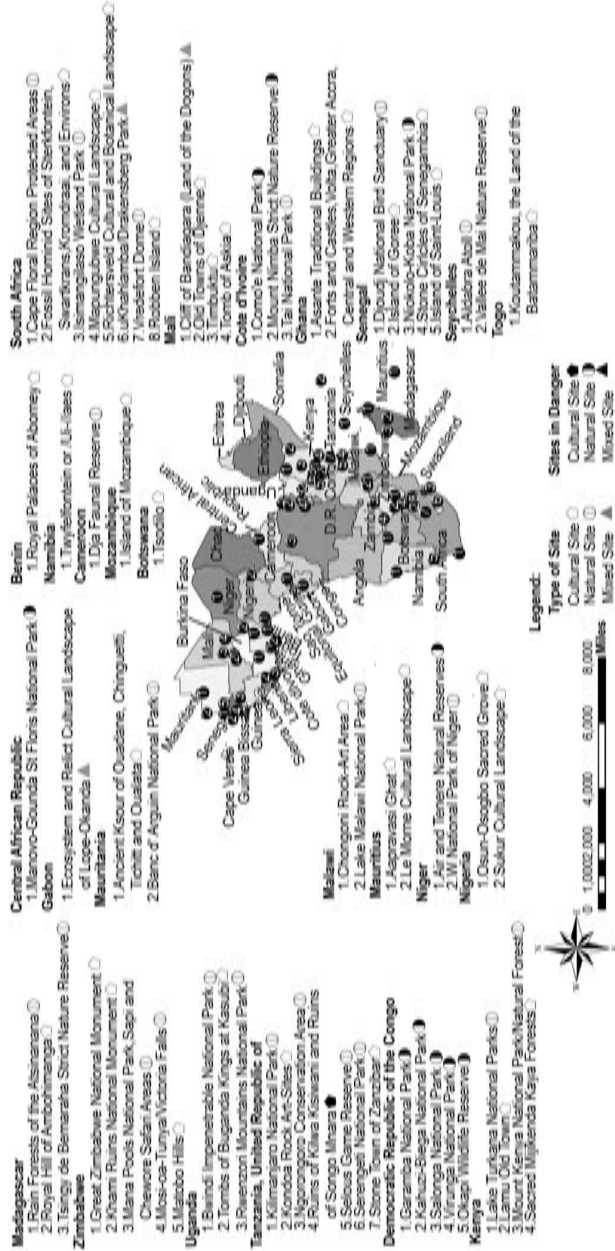 Madagascar
1.Rain Forests of the Atsinanana
2.Royal Hill of Ambohimanga
3.Tsingy de Bemaraha Strict Nature Reserve
Zimbabwe
1.Great Zimbabwe National Monument
2.Khami Ruins National Monument
3.Mana Pools National Park,Sapi and
Chewore Safari Areas
4.Mosi-oa-Tunya/Victoria Falls
5.Matobo Hills
Uganda
1.Bwindi Impenetrable National Park
2.Tombs of Buganda Kings at Kasubi
3.Rwenzori Mountains National Park
Tanzania, United Republic of
1.Kilimanjaro National Park
2.Kondoa Rock-Art-Sites
3.Ngorongoro Conservation Area
4.Ruins of Kilwa Kisiwani and Ruins
of Songo Mnara
5.Selous Game Reserve
6.Serengeti National Park
7.Stone Town of Zanzibar
Democratic Republic of the Congo
1.Garamba National Park
2.Kahuzi-Biega National Park
3.Salonga National Park
4.Virunga National Park
5.Okapi Wildlife Reserve
Kenya
1.Lake Turkana National Parks
2.Lamu Old Town
3.Mount Kenya National Park/Natural Forest
4.Sacred Mijikenda Kaya Forests
Central African Republic
1.Manovo-Gounda St Floris National Park
Gabon
1.Ecosystem and Relict Cultural Landscape
of Lope-Okanda
Mauritania
1.Ancient Ksour of Ouadane, Chinguetti,
Tichitt and Oualata
2.Banc d'Arguin National Park
Malawi
1.Chongoni Rock-Art Area
2.Lake Malawi National Park
Mauritius
1.Aapravasi Ghat
2.Le Morne Cultural Landscape
Niger
1.Air and Tenere Natural Reserves
2.W National Park of Niger
Nigeria
1.Osun-Osogbo Sacred Grove
2.Sukur Cultural Landscape
Benin
1.Royal Palaces of Abomey
Namibia
1.Twyfelfontein or /Ui-//aes
Cameroon
1.Dja Faunal Reserve
Mozambique
1.Island of Mozambique
Botswana
1.Tsodilo
South Africa
1.Cape Floral Region Protected Areas
2.Fossil Hominid Sites of Sterkfontein,
Swartkrans,Kromdraai, and Environs
3.Isimangaliso Wetland Park
4.Mapungubwe Cultural Landscape
5.Richtersveld Cultural and Botanical Landscape
6.uKhahlamba/Drakensberg Park
7.Vredefort Dome
8.Robben Island
Mali
1.Cliff of Bandiagara (Land of the Dogons)
2.Old Towns of Djenne
3.Timbuktu
4.Tomb of Askia
Cote d'Ivoire
1.Comoe National Park
2.Mount Nimba Strict Nature Reserve
3.Tai National Park
Ghana
1.Asante Traditional Buildings
2.Forts and Castles,Volta,Greater Accra,
Central and Western Regions
Senegal
1.Djoudj National Bird Sanctuary
2.Island of Goree
3.Niokolo-Koba National Park
4.Stone Circles of Senegambia
5.Island of Saint-Louis
Seychelles
1.Aldabra Atoll
2.Vallee de Mai Nature Reserve
Togo
1.Koutammakou, the Land of the
Batammariba
Mauritania
Senegal
Cape Verde
Guinea Bissau
Guinea
Burkina Faso
Mali
Niger
Nigeria
Chad
Cameroon
Central African
Republic
Uganda
Eritrea
Djibouti
Ethiopia
Somalia
Kenya
Tanzania
Seychelles
D.R. Congo
Angola
Zambia
Botswana
Namibia
South Africa
Mauritius
Madagascar
Mozambique
Swaziland
Legend:
Type of Site
Cultural Site
Natural Site
Mixed Site
Sites in Danger
Cultural Site
Natural Site
Mixed Site
0 1,0002,000 4,000 6,000 8,000
Miles